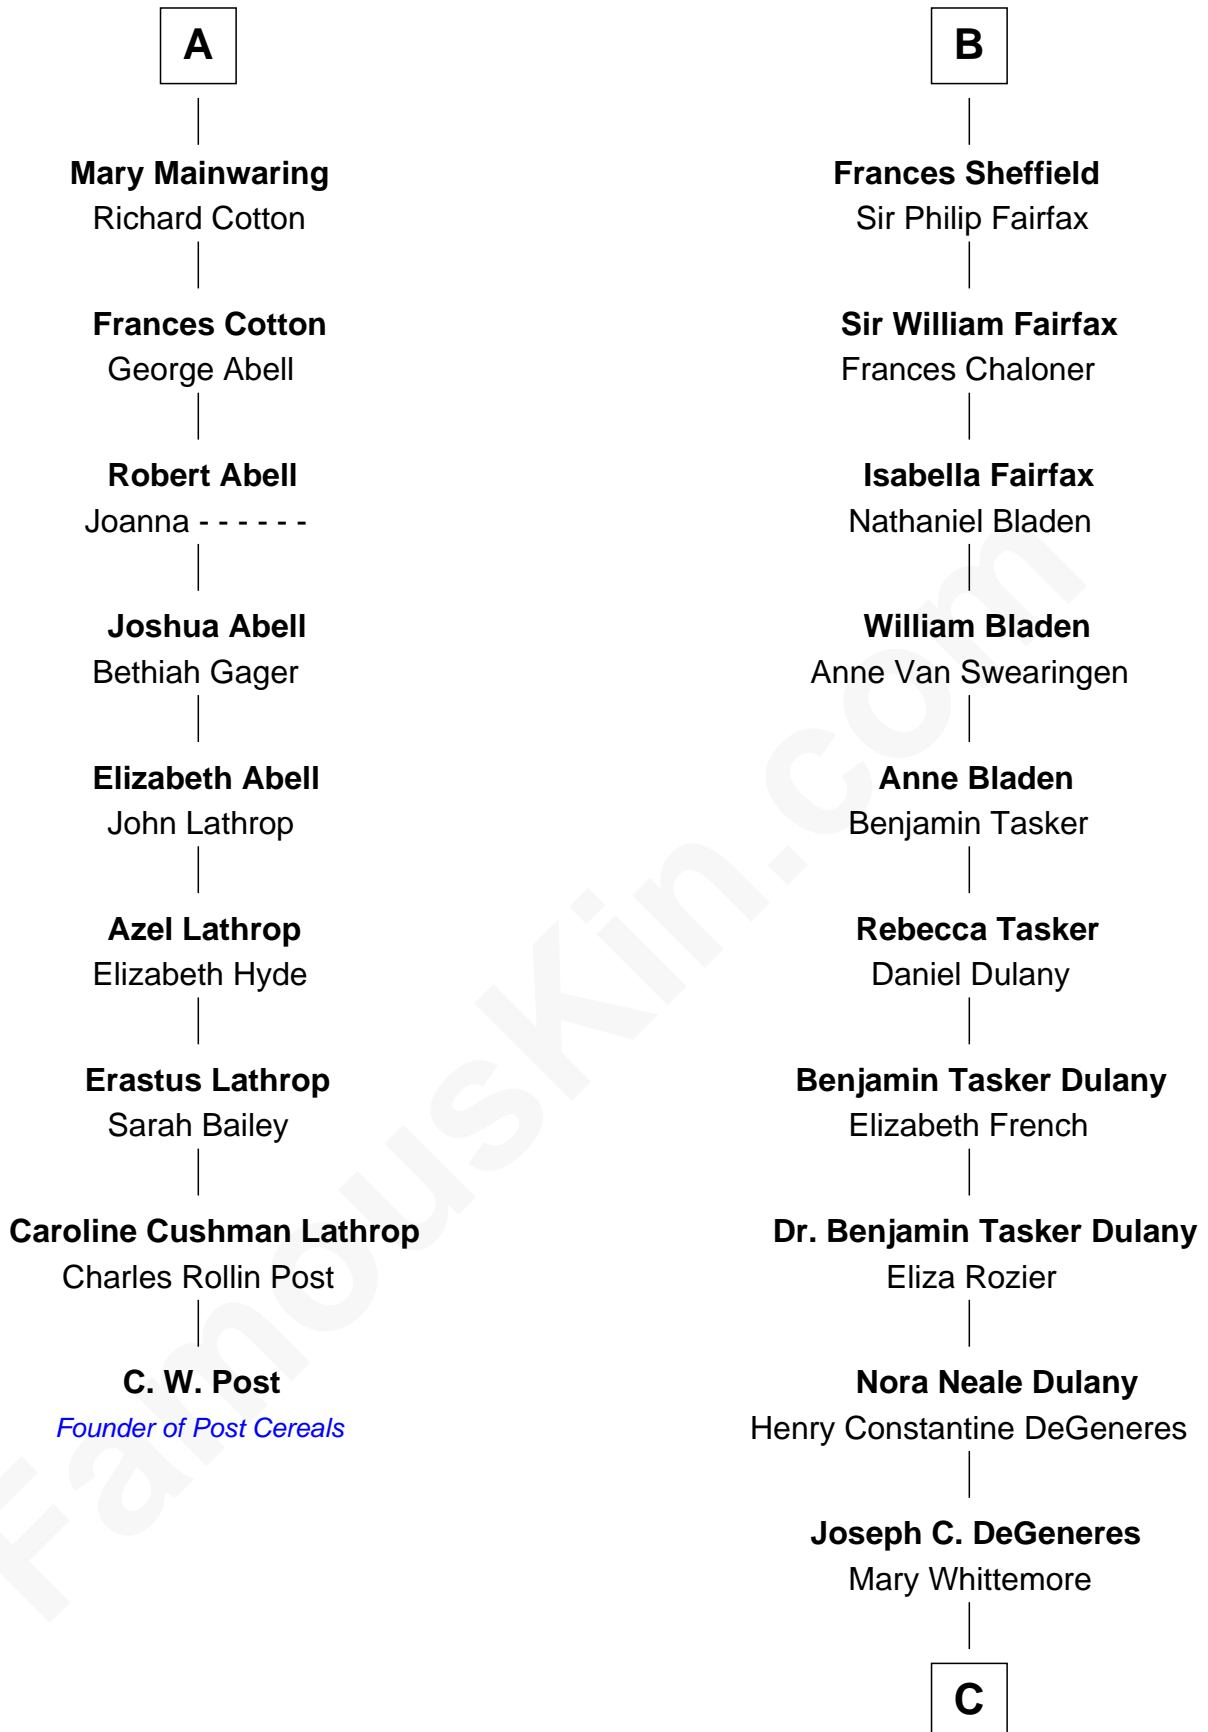 A
Mary Mainwaring
Richard Cotton
Frances Cotton
George Abell
Robert Abell
Joanna - - - - - -
Joshua Abell
Bethiah Gager
Elizabeth Abell
John Lathrop
Azel Lathrop
Elizabeth Hyde
Erastus Lathrop
Sarah Bailey
Caroline Cushman Lathrop
Charles Rollin Post
C. W. Post
Founder of Post Cereals
B
Frances Sheffield
Sir Philip Fairfax
Sir William Fairfax
Frances Chaloner
Isabella Fairfax
Nathaniel Bladen
William Bladen
Anne Van Swearingen
Anne Bladen
Benjamin Tasker
Rebecca Tasker
Daniel Dulany
Benjamin Tasker Dulany
Elizabeth French
Dr. Benjamin Tasker Dulany
Eliza Rozier
Nora Neale Dulany
Henry Constantine DeGeneres
Joseph C. DeGeneres
Mary Whittemore
C
FamousKin.com